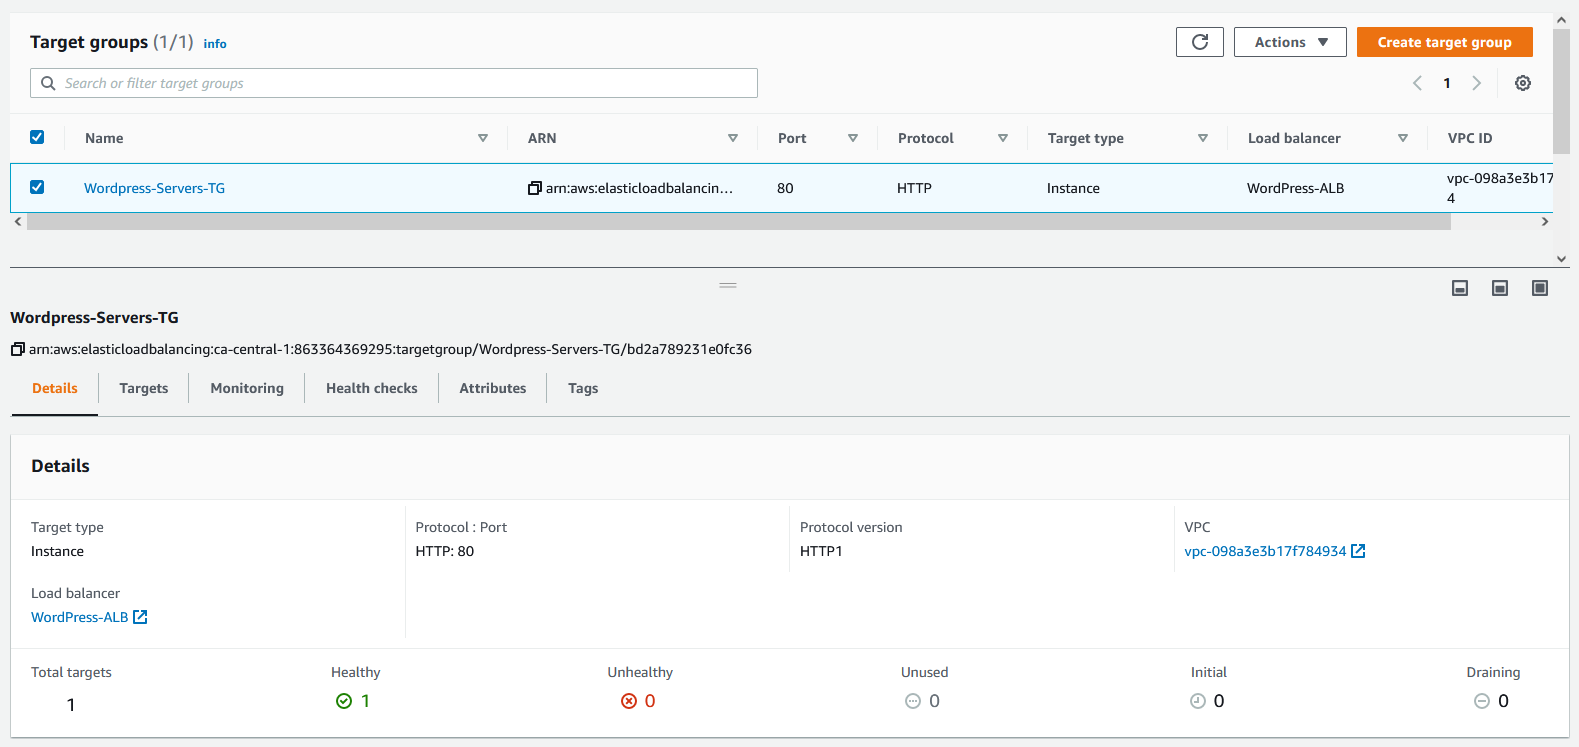 Target groups (1/1) info
Actions
Create target group
Search or filter target groups
1
Name ARN Port Protocol Target type Load balancer VPC ID
Wordpress-Servers-TG arn:aws:elasticloadbalancin... 80 HTTP Instance WordPress-ALB vpc-098a3e3b17
4
Wordpress-Servers-TG
arn:aws:elasticloadbalancing:ca-central-1:863364369295:targetgroup/Wordpress-Servers-TG/bd2a789231e0fc36
Details Targets Monitoring Health checks Attributes Tags
Details
Target type Protocol : Port Protocol version VPC
Instance HTTP: 80 HTTP1 vpc-098a3e3b17f784934
Load balancer
WordPress-ALB
Total targets Healthy Unhealthy Unused Initial Draining
1 1 0 0 0 0